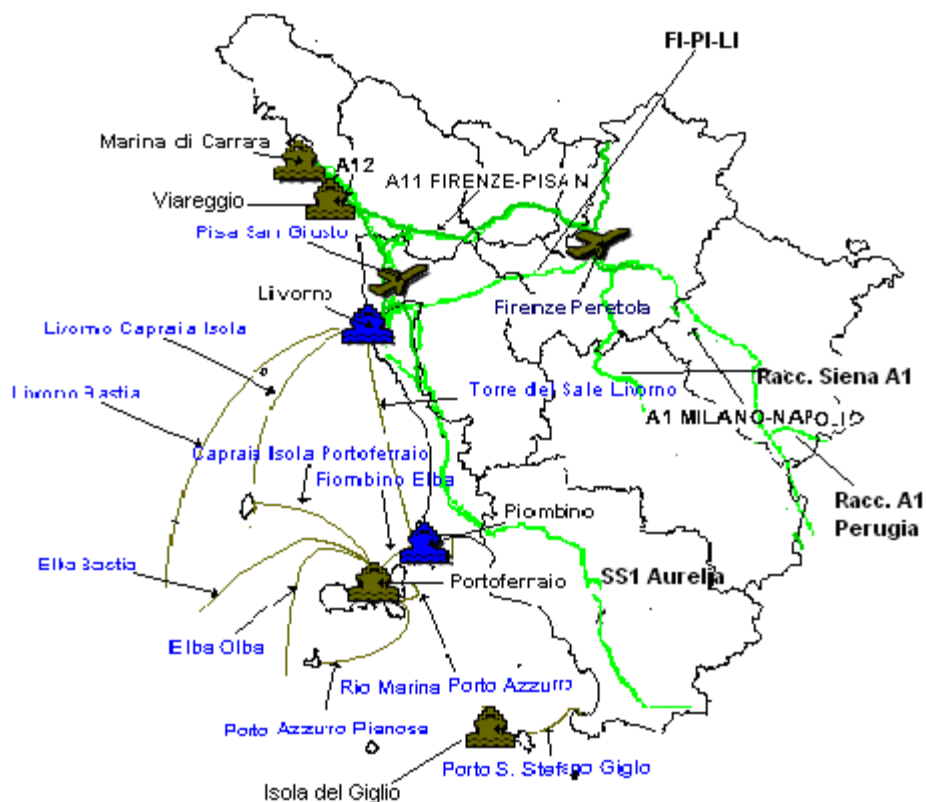 FI-PI-LI
Marina di Carrara
A12
A11 FIRENZE-PISA N
Viareggio
Pisa San Giusto
Livorno
Firenze Peretola
Livorno Capraia Isola
Racc. Siena A1
Livorno Bastia
Torre del Sale Livorno
A1 MILANO-NAPOLI
Capraia Isola Portoferraio
Piombino Elba
Racc. A1
Perugia
Piombino
Elba Bastia
Portoferraio
SS1 Aurelia
Elba Olba
Rio Marina Porto Azzurro
Porto Azzurro Pianosa
Porto S. Stefano Giglo
Isola del Giglio